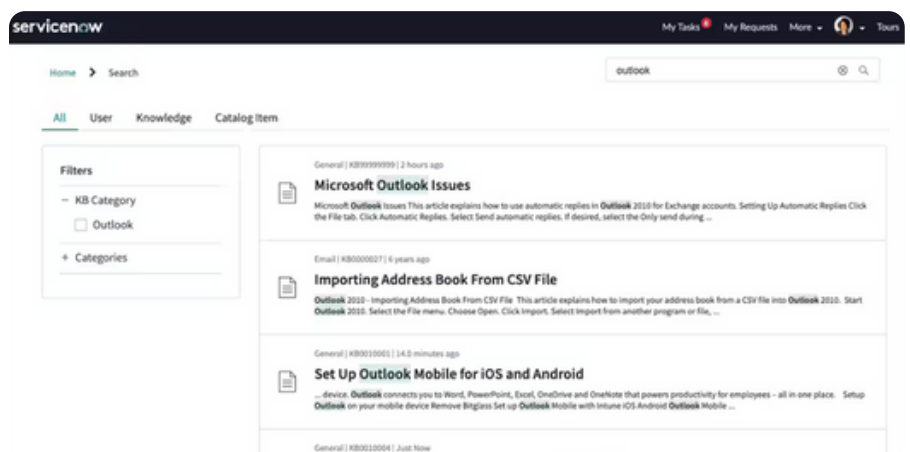 servicenow
My Tasks My Requests More Tours
Home > Search
outlook
All User Knowledge Catalog Item
Filters
− KB Category
Outlook
+ Categories
General | KB99999999 | 2 hours ago
Microsoft Outlook Issues
Microsoft Outlook Issues This article explains how to use automatic replies in Outlook 2010 for Exchange accounts. Setting Up Automatic Replies Click
the File tab. Click Automatic Replies. Select Send automatic replies. If desired, select the Only send during ...
Email | KB0000027 | 6 years ago
Importing Address Book From CSV File
Outlook 2010 - Importing Address Book From CSV File This article explains how to import your address book from a CSV file into Outlook 2010. Start
Outlook 2010. Select the File menu. Choose Open. Click Import. Select Import from another program or file, ...
General | KB0010001 | 14.0 minutes ago
Set Up Outlook Mobile for iOS and Android
... device. Outlook connects you to Word, PowerPoint, Excel, OneDrive and OneNote that powers productivity for employees - all in one place. Setup
Outlook on your mobile device Remove Bitglass Set up Outlook Mobile with Intune iOS Android Outlook Mobile ...
General | KB0010004 | Just Now